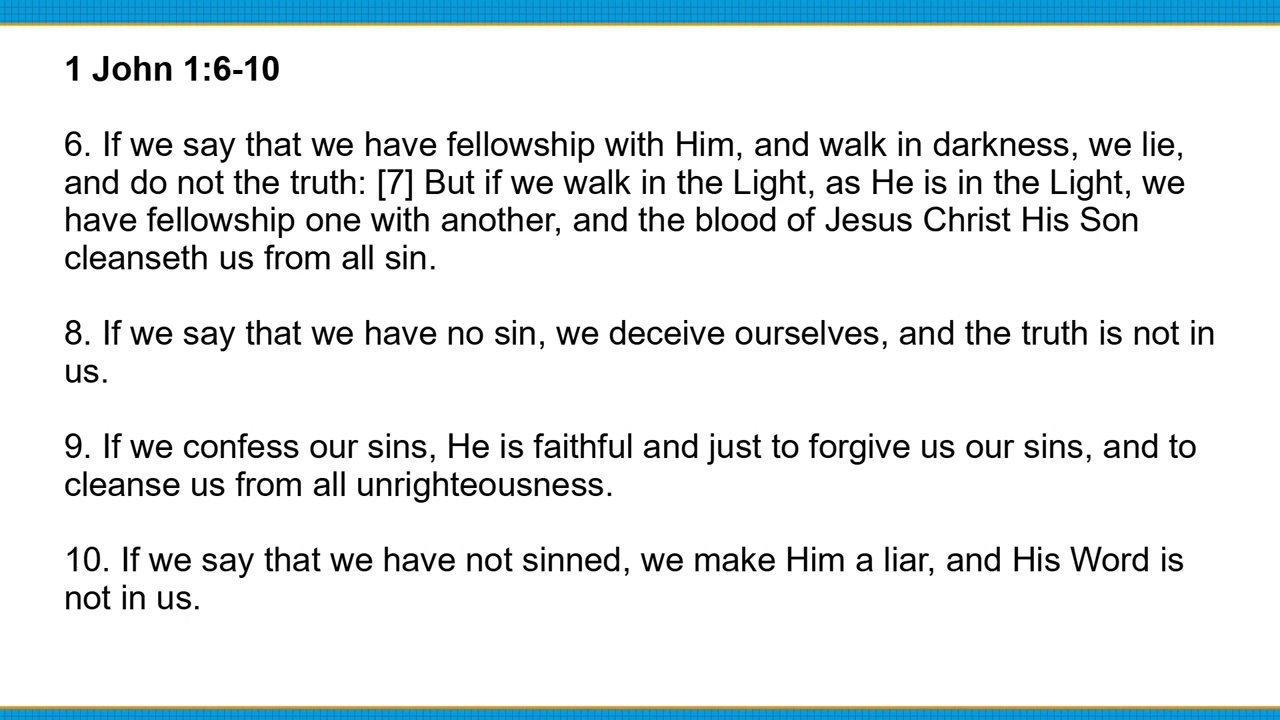 1 John 1:6-10
6. If we say that we have fellowship with Him, and walk in darkness, we lie,
and do not the truth: [7] But if we walk in the Light, as He is in the Light, we
have fellowship one with another, and the blood of Jesus Christ His Son
cleanseth us from all sin.
8. If we say that we have no sin, we deceive ourselves, and the truth is not in
us.
9. If we confess our sins, He is faithful and just to forgive us our sins, and to
cleanse us from all unrighteousness.
10. If we say that we have not sinned, we make Him a liar, and His Word is
not in us.